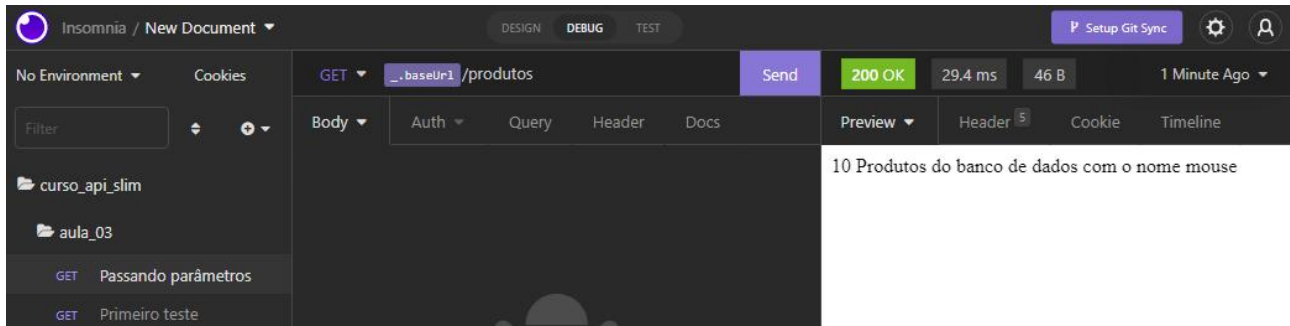 Insomnia / New Document
DESIGN DEBUG TEST
Setup Git Sync
No Environment Cookies
GET _.baseUrl /produtos Send
200 OK 29.4 ms 46 B 1 Minute Ago
Filter
Body Auth Query Header Docs
Preview Header 5 Cookie Timeline
10 Produtos do banco de dados com o nome mouse
curso_api_slim
aula_03
GET Passando parâmetros
GET Primeiro teste